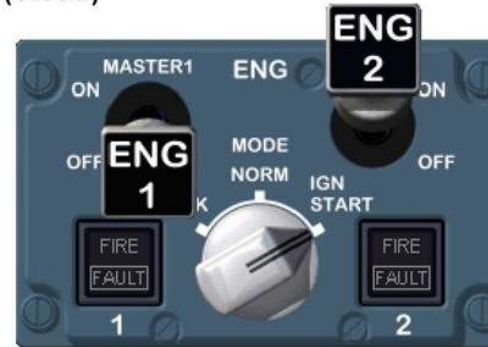 MASTER1
ENG
ENG
2
ON
ON
OFF
ENG
1
MODE
NORM
K
IGN
START
OFF
FIRE
FAULT
FIRE
FAULT
1
2